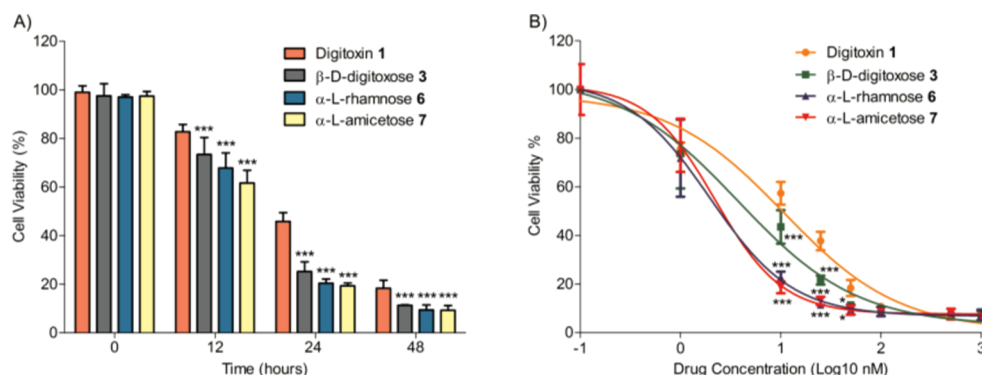 A)
120
100
80
60
40
20
0
Cell Viability (%)
Digitoxin 1
β-D-digitoxose 3
α-L-rhamnose 6
α-L-amicetose 7
***
***
***
***
***
***
***
***
***
0
12
24
48
Time (hours)
B)
120
100
80
60
40
20
0
Cell Viability %
Digitoxin 1
β-D-digitoxose 3
α-L-rhamnose 6
α-L-amicetose 7
***
***
***
***
***
***
*
*
-1
0
1
2
3
Drug Concentration (Log10 nM)